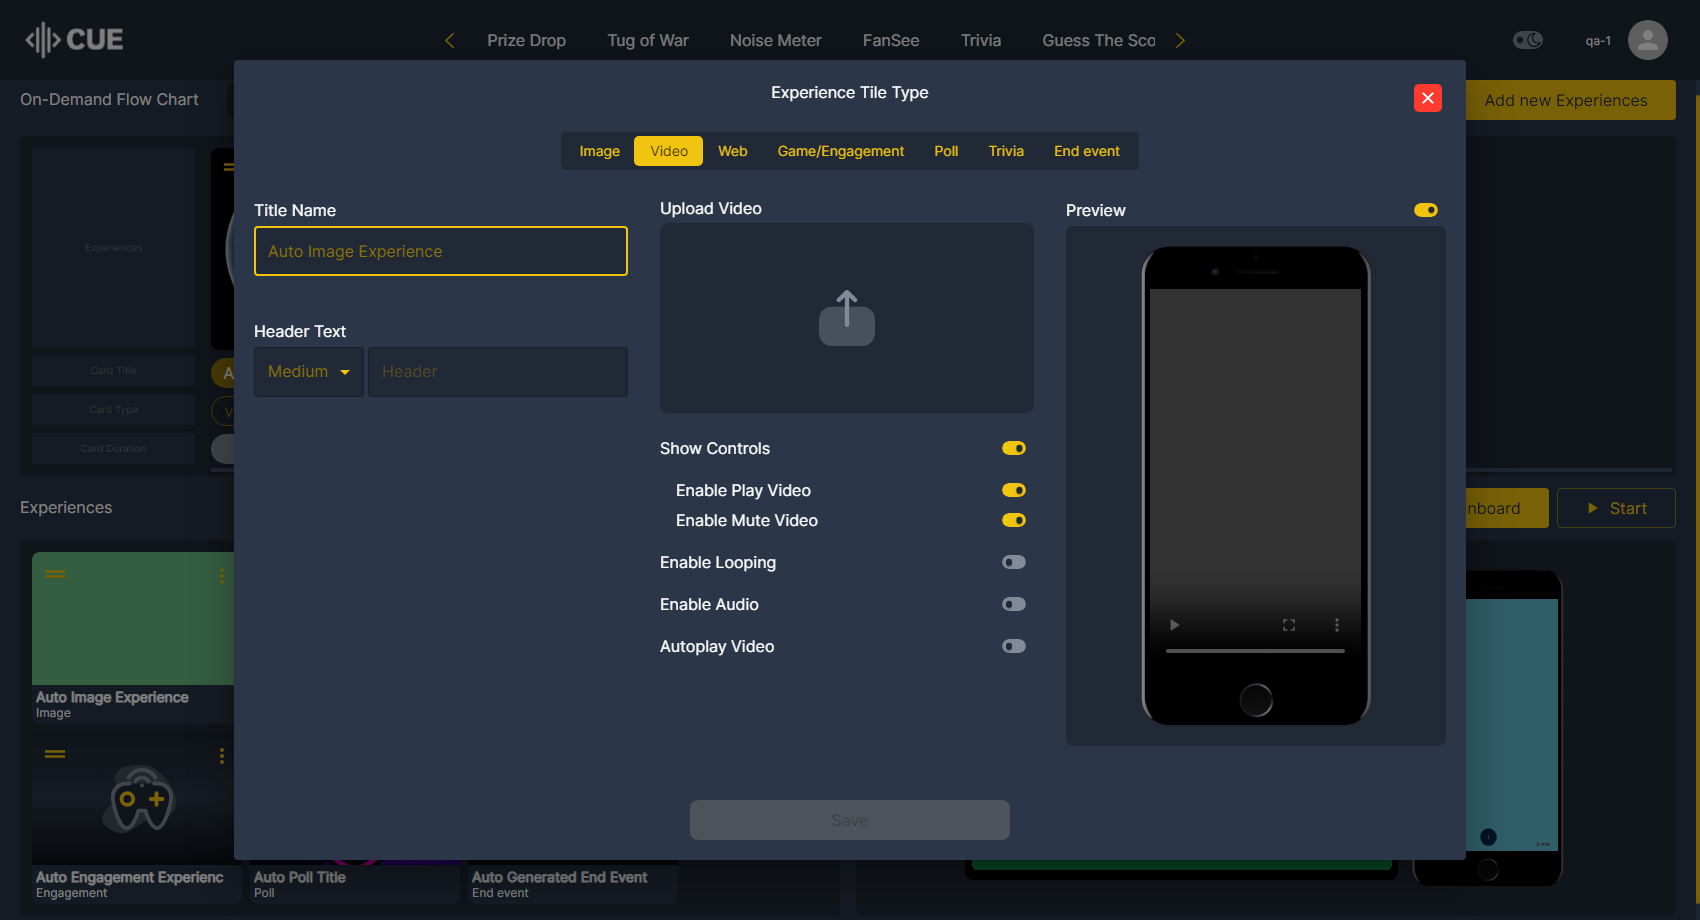 CUE
Prize Drop
Tug of War
Noise Meter
FanSee
Trivia
Guess The Sco
qa-1
On-Demand Flow Chart
Add new Experiences
Experience Tile Type
Image
Video
Web
Game/Engagement
Poll
Trivia
End event
Title Name
Auto Image Experience
Header Text
Medium
Header
Upload Video
Show Controls
Enable Play Video
Enable Mute Video
Enable Looping
Enable Audio
Autoplay Video
Preview
Save
Experiences
Card Title
Card Type
Card Duration
A
V
Experiences
nboard
Start
Auto Image Experience
Image
Auto Engagement Experienc
Engagement
Auto Poll Title
Poll
Auto Generated End Event
End event